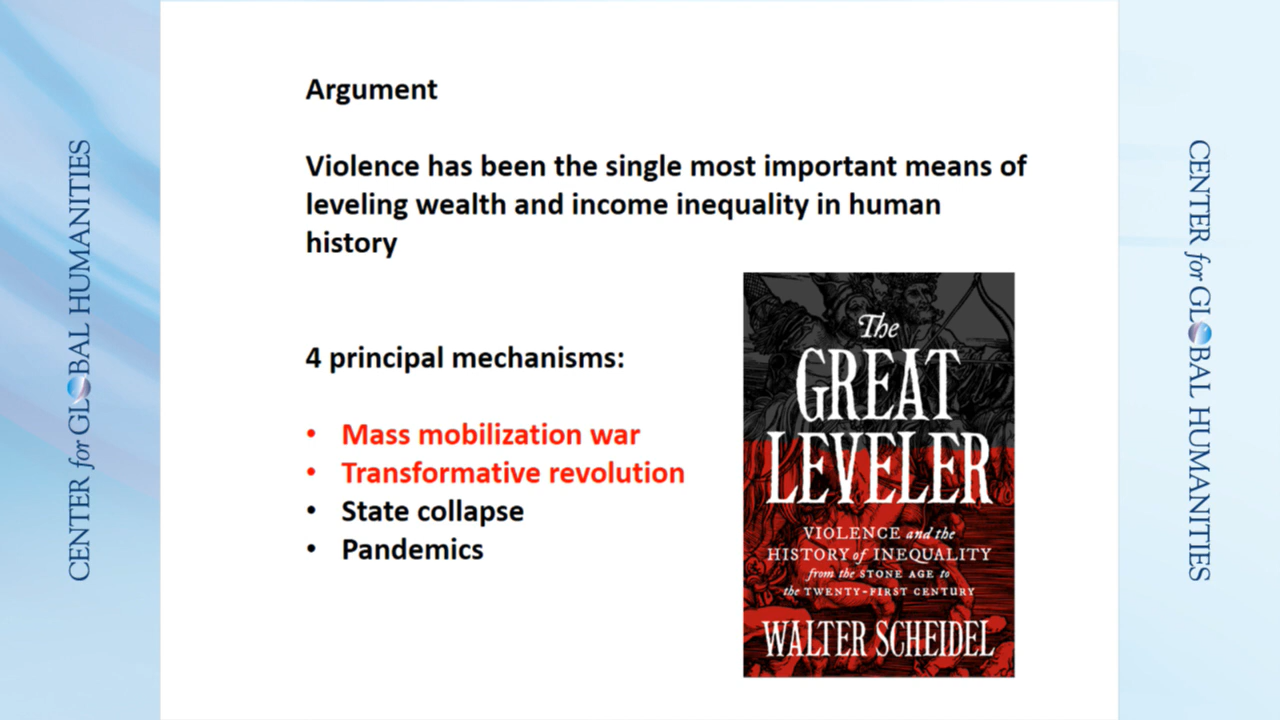 CENTER for GLOBAL HUMANITIES
Argument
Violence has been the single most important means of
leveling wealth and income inequality in human
history
4 principal mechanisms:
• Mass mobilization war
• Transformative revolution
• State collapse
• Pandemics
The
GREAT
LEVELER
VIOLENCE and the
HISTORY of INEQUALITY
from the STONE AGE to
the TWENTY-FIRST CENTURY
WALTER SCHEIDEL
CENTER for GLOBAL HUMANITIES